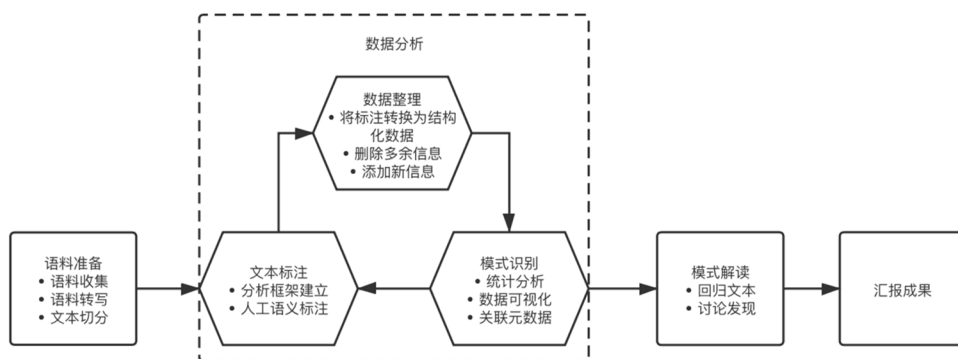 数据分析
数据整理
• 将标注转换为结构
化数据
• 删除多余信息
• 添加新信息
语料准备
• 语料收集
• 语料转写
• 文本切分
文本标注
• 分析框架建立
• 人工语义标注
模式识别
• 统计分析
• 数据可视化
• 关联元数据
模式解读
• 回归文本
• 讨论发现
汇报成果